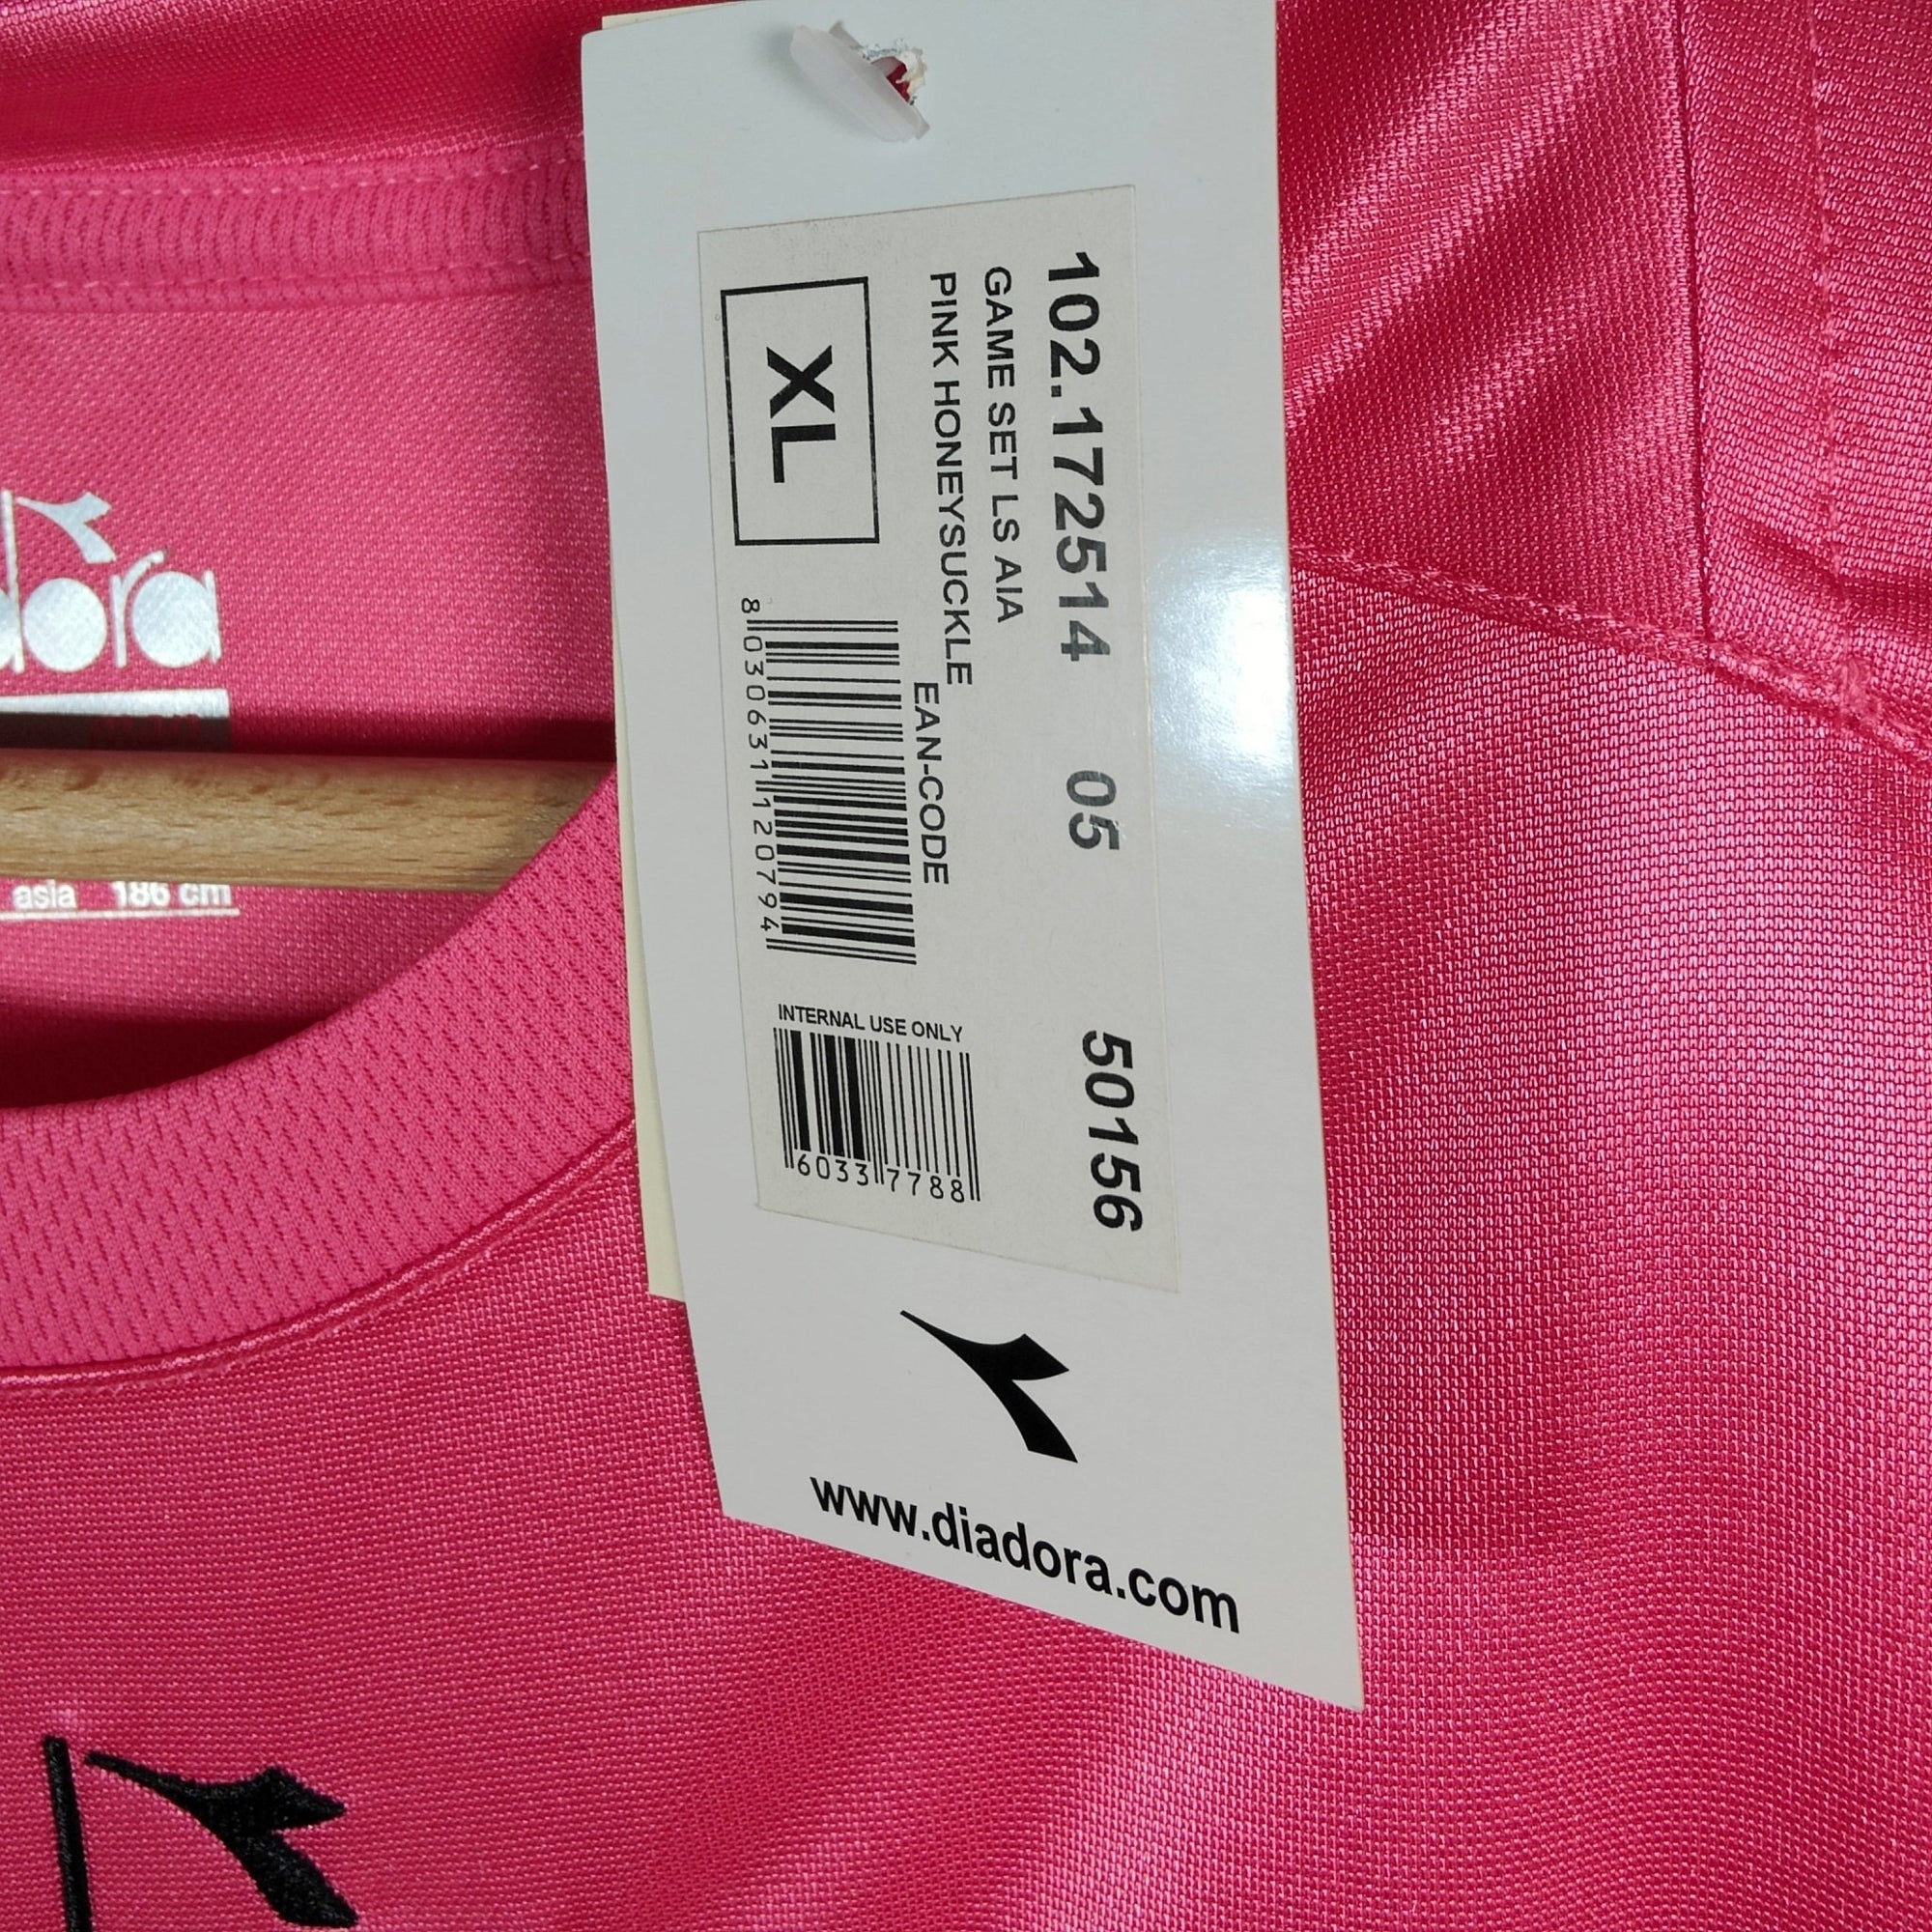 102.172514 05 50156
GAME SET LS AIA
PINK HONEYSUCKLE
EAN-CODE
XL
8 030631 120794
INTERNAL USE ONLY
6033 7788
www.diadora.com
dora
asia 186 cm